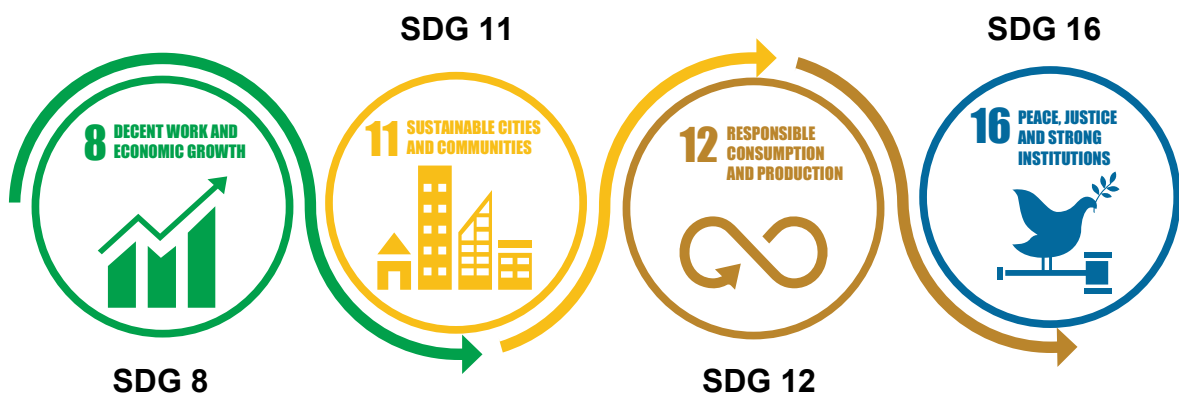 SDG 11
SDG 16
8 DECENT WORK AND
ECONOMIC GROWTH
11 SUSTAINABLE CITIES
AND COMMUNITIES
12 RESPONSIBLE
CONSUMPTION
AND PRODUCTION
16 PEACE, JUSTICE
AND STRONG
INSTITUTIONS
SDG 8
SDG 12